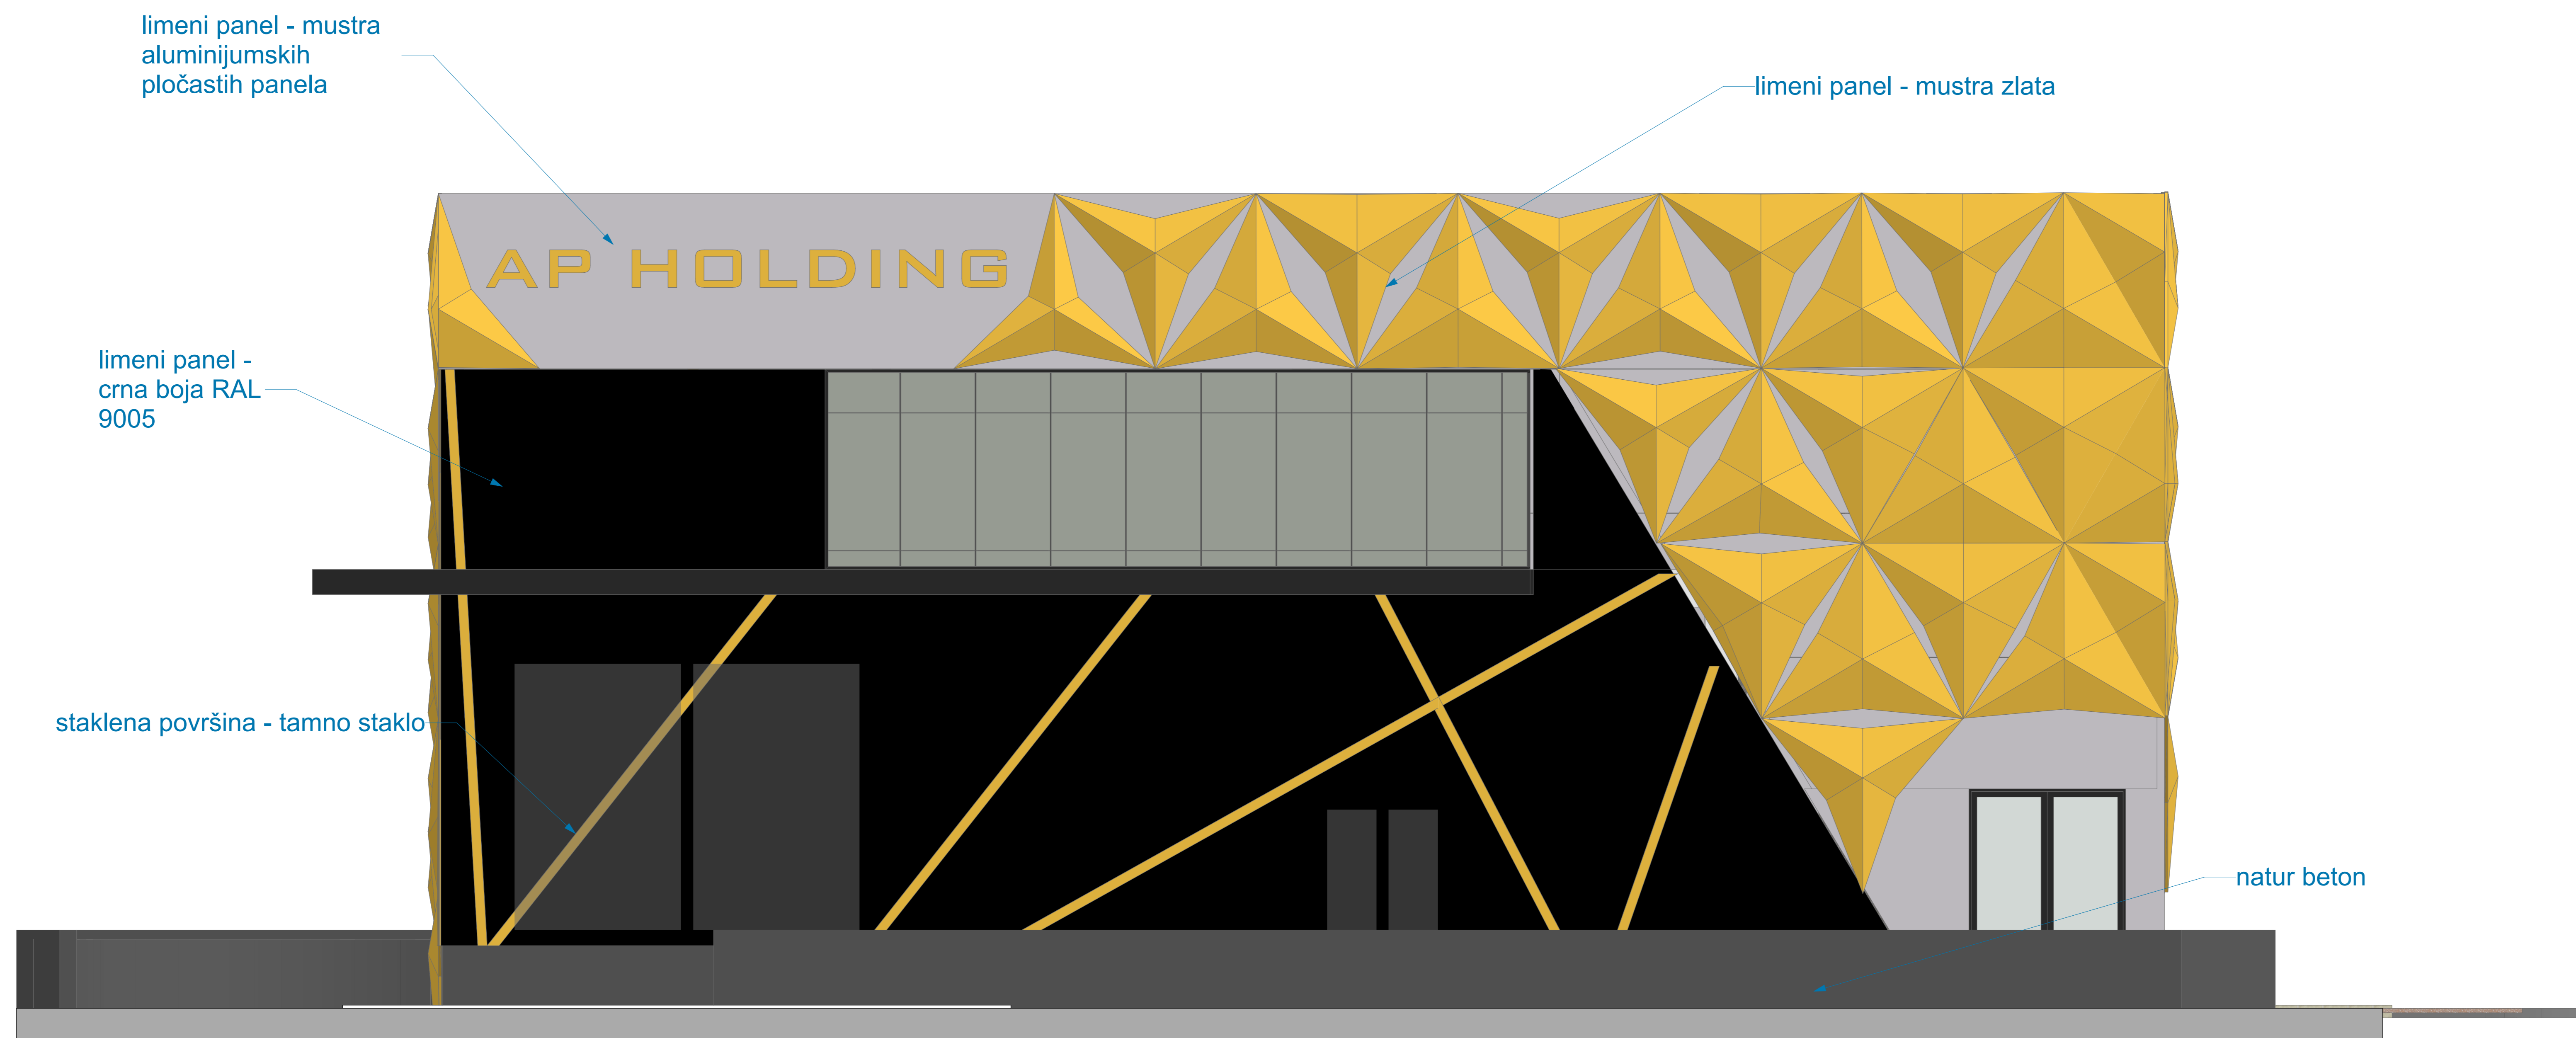 limeni panel - mustra
aluminijumskih
pločastih panela
limeni panel - mustra zlata
AP HOLDING
limeni panel -
crna boja RAL
9005
staklena površina - tamno staklo
natur beton